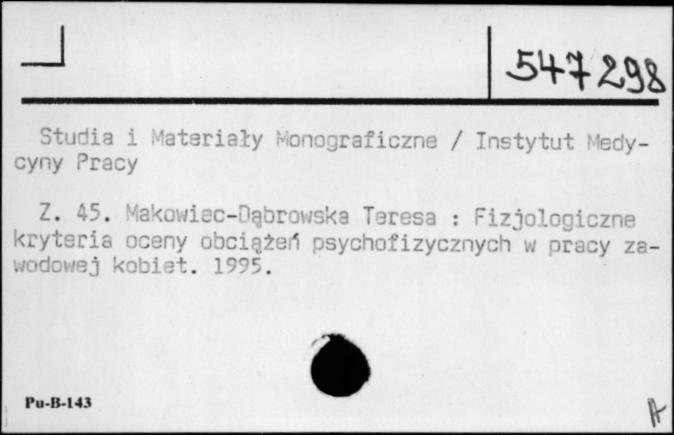 547298
Studia i Materiały Monograficzne / Instytut Medy-
cyny Pracy
Z. 45. Makowiec-Dąbrowska Teresa : Fizjologiczne
kryteria oceny obciążeń psychofizycznych w pracy za-
wodowej kobiet. 1995.
Pu-B-143
A